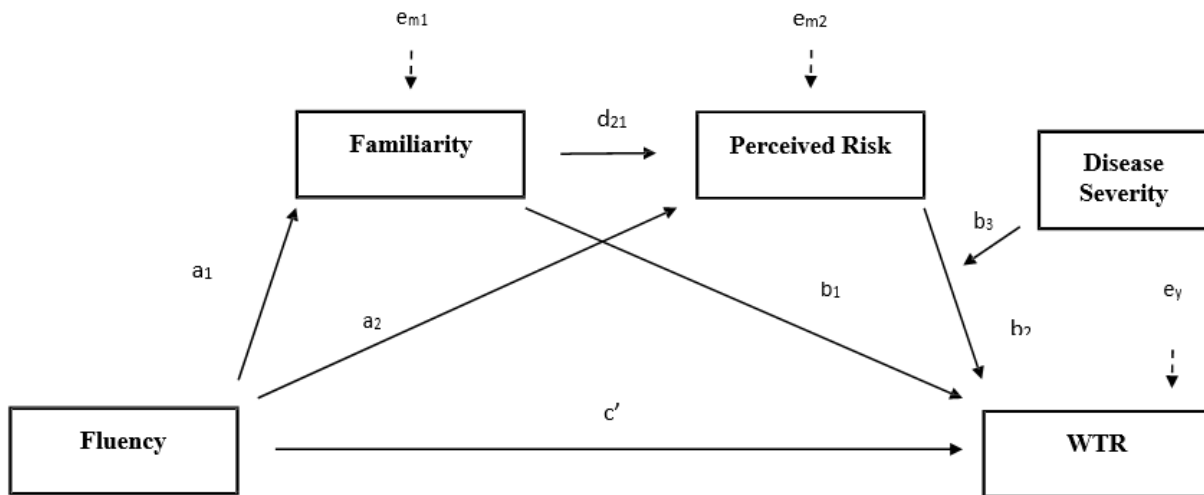 em1
em2
Familiarity
d21
Perceived Risk
Disease
Severity
b3
a1
b1
ey
a2
b2
c'
Fluency
WTR